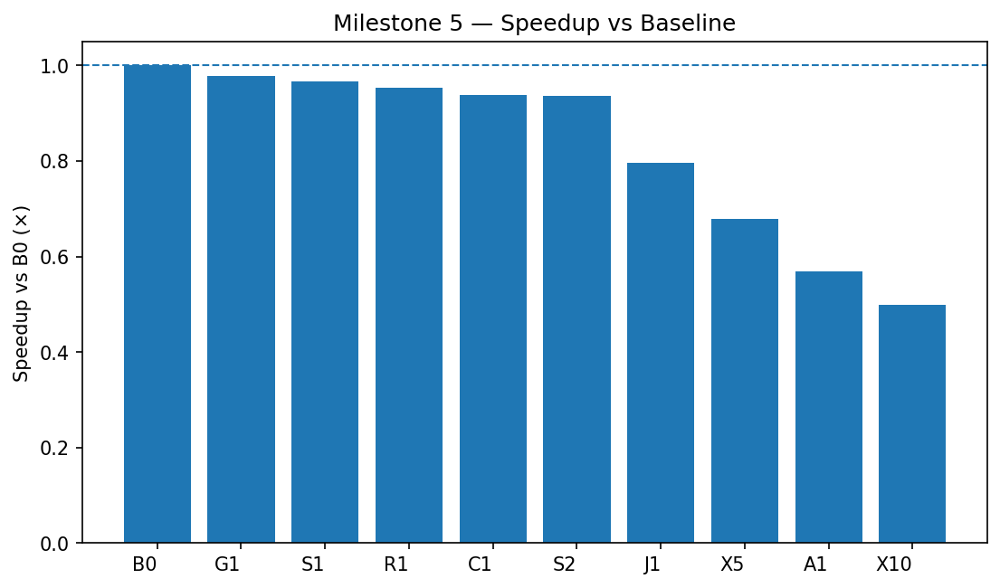 Milestone 5 — Speedup vs Baseline
Speedup vs B0 (×)
1.0
0.8
0.6
0.4
0.2
0.0
B0 G1 S1 R1 C1 S2 J1 X5 A1 X10